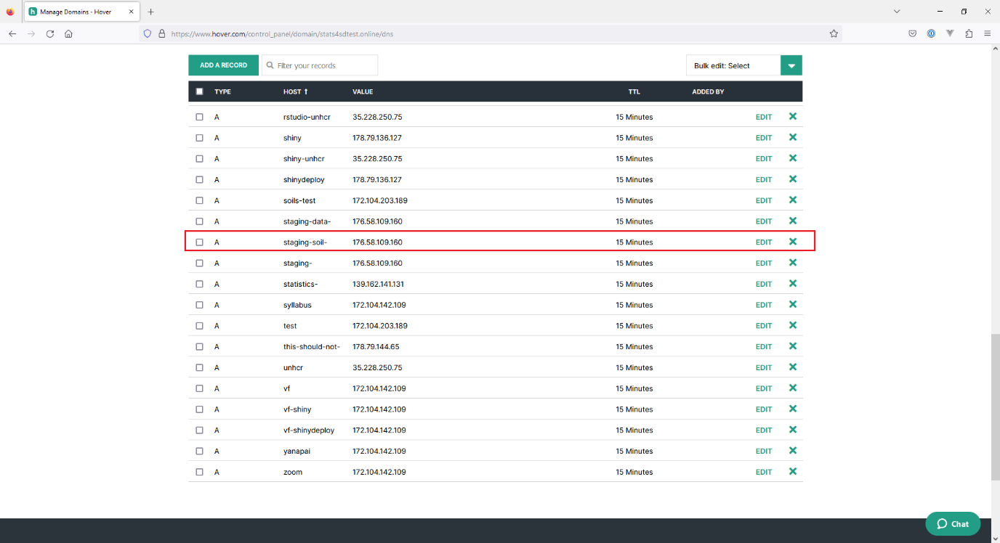 Manage Domains - Hover
https://www.hover.com/control_panel/domain/stats4sdtest.online/dns
ADD A RECORD Filter your records Bulk edit: Select
TYPE HOST ↑ VALUE TTL ADDED BY
A rstudio-unhcr 35.228.250.75 15 Minutes EDIT
A shiny 178.79.136.127 15 Minutes EDIT
A shiny-unhcr 35.228.250.75 15 Minutes EDIT
A shinydeploy 178.79.136.127 15 Minutes EDIT
A soils-test 172.104.203.189 15 Minutes EDIT
A staging-data- 176.58.109.160 15 Minutes EDIT
A staging-soil- 176.58.109.160 15 Minutes EDIT
A staging- 176.58.109.160 15 Minutes EDIT
A statistics- 139.162.141.131 15 Minutes EDIT
A syllabus 172.104.142.109 15 Minutes EDIT
A test 172.104.203.189 15 Minutes EDIT
A this-should-not- 178.79.144.65 15 Minutes EDIT
A unhcr 35.228.250.75 15 Minutes EDIT
A vf 172.104.142.109 15 Minutes EDIT
A vf-shiny 172.104.142.109 15 Minutes EDIT
A vf-shinydeploy 172.104.142.109 15 Minutes EDIT
A yanapai 172.104.142.109 15 Minutes EDIT
A zoom 172.104.142.109 15 Minutes EDIT
Chat